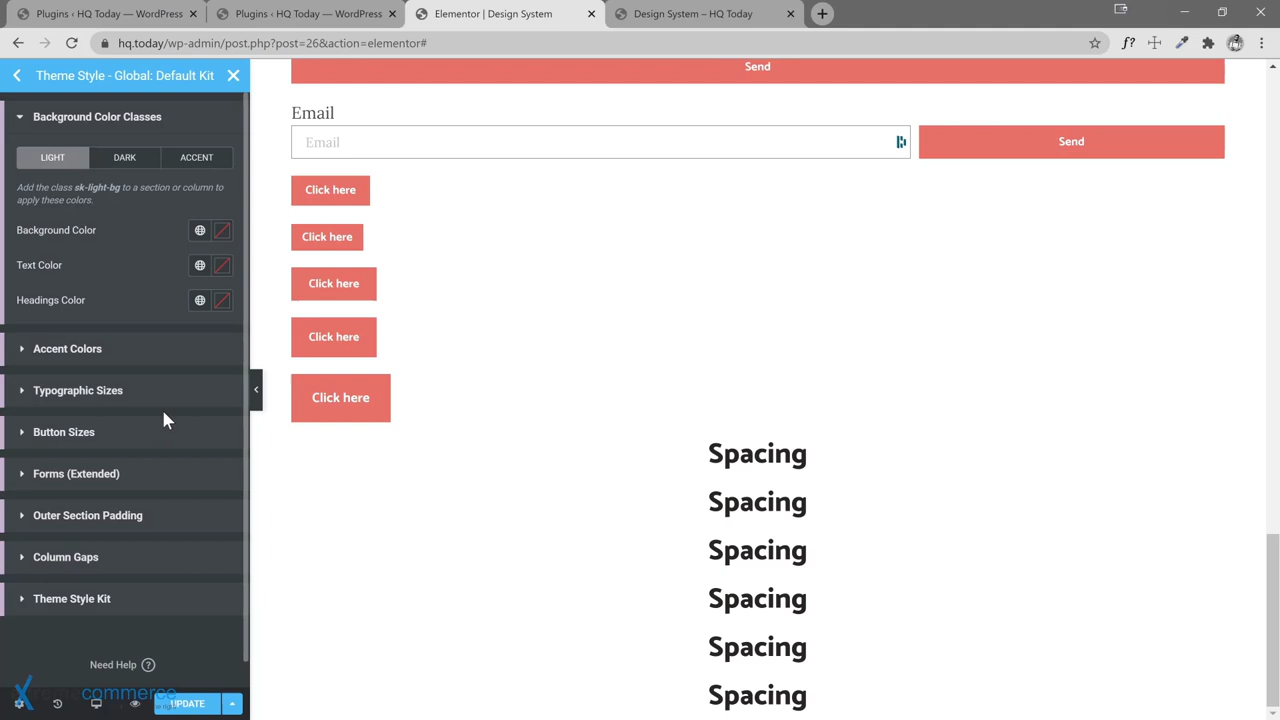 Plugins ‹ HQ Today — WordPress
Plugins ‹ HQ Today — WordPress
Elementor | Design System
Design System – HQ Today
hq.today/wp-admin/post.php?post=26&action=elementor#
Theme Style - Global: Default Kit
Background Color Classes
LIGHT
DARK
ACCENT
Add the class sk-light-bg to a section or column to
apply these colors.
Background Color
Text Color
Headings Color
Accent Colors
Typographic Sizes
Button Sizes
Forms (Extended)
Outer Section Padding
Column Gaps
Theme Style Kit
Need Help ?
commerce
UPDATE
Send
Email
Email
Send
Click here
Click here
Click here
Click here
Click here
Spacing
Spacing
Spacing
Spacing
Spacing
Spacing